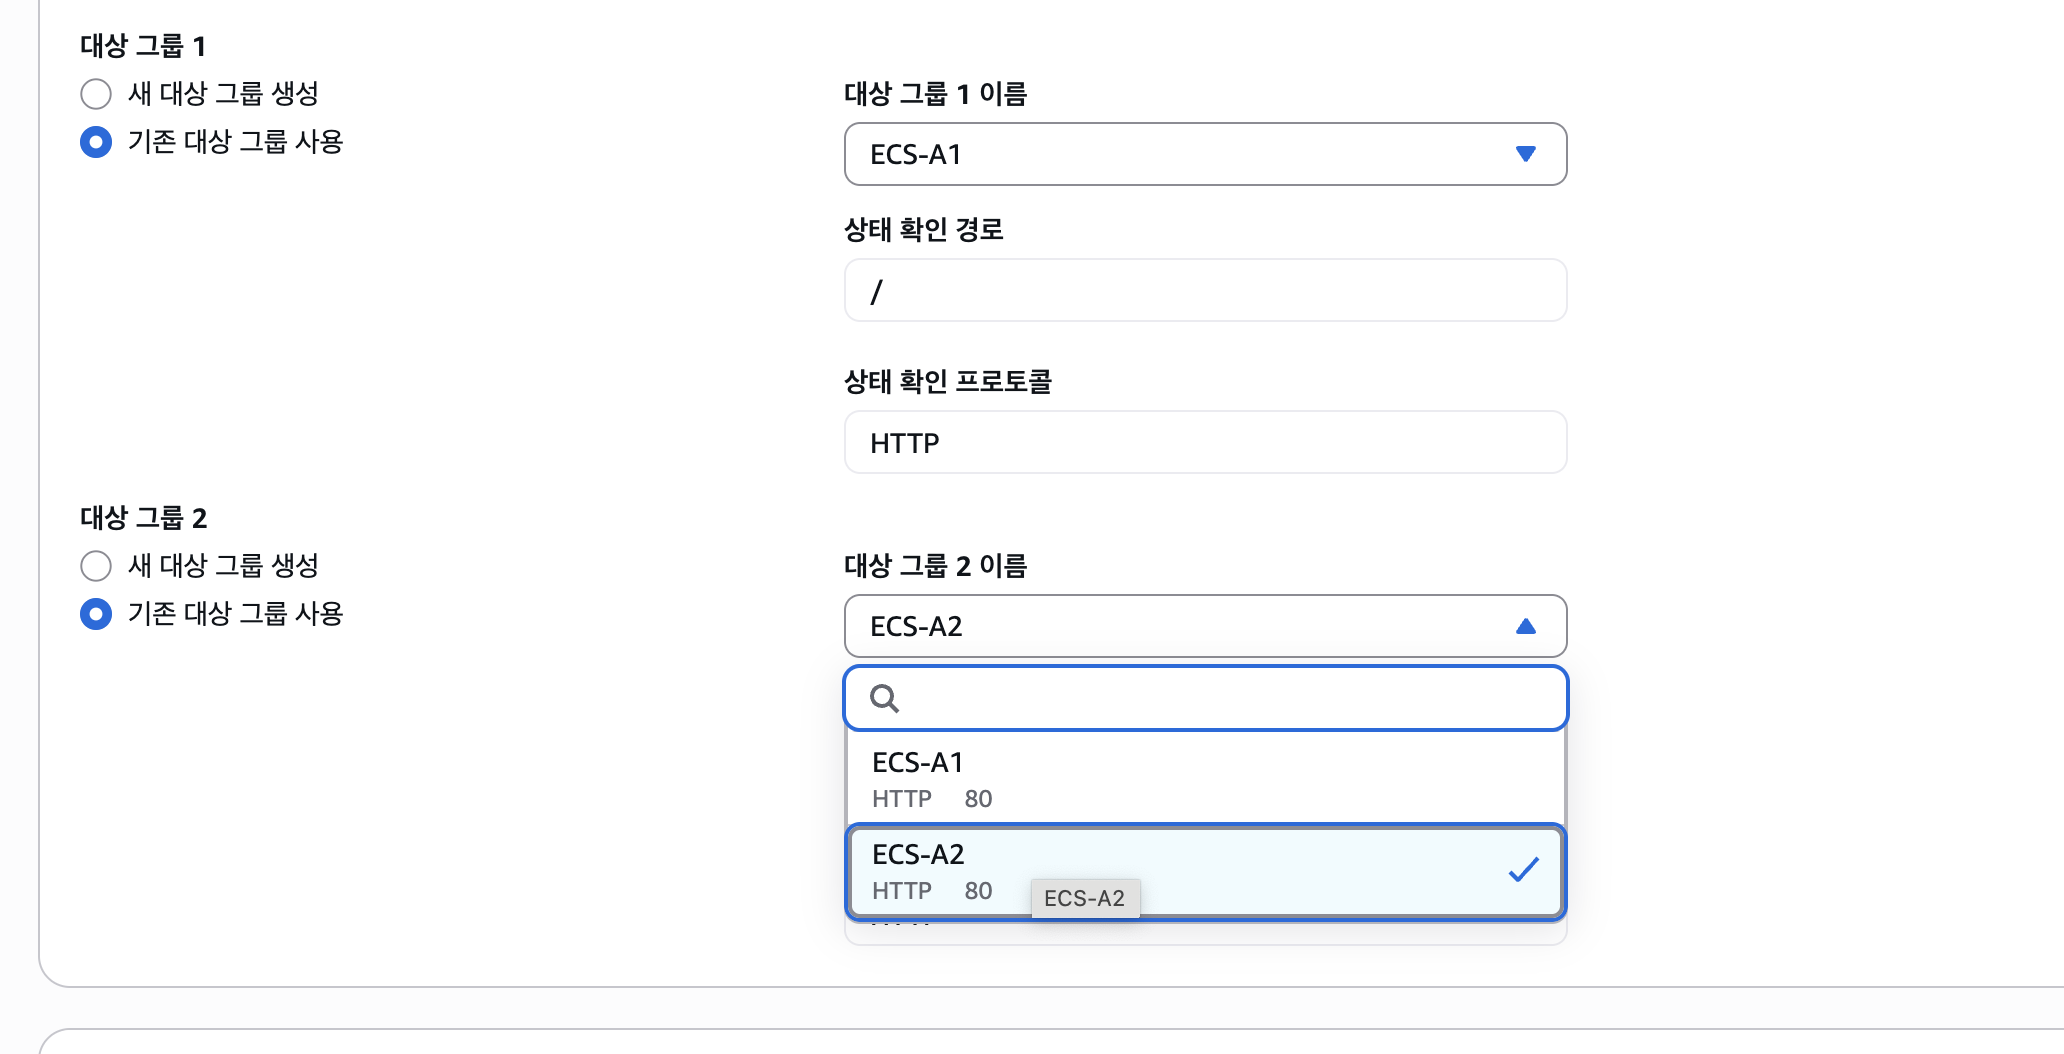 대상 그룹 1
새 대상 그룹 생성
기존 대상 그룹 사용
대상 그룹 1 이름
ECS-A1
상태 확인 경로
/
상태 확인 프로토콜
HTTP
대상 그룹 2
새 대상 그룹 생성
기존 대상 그룹 사용
대상 그룹 2 이름
ECS-A2
ECS-A1
HTTP 80
ECS-A2
HTTP 80
ECS-A2